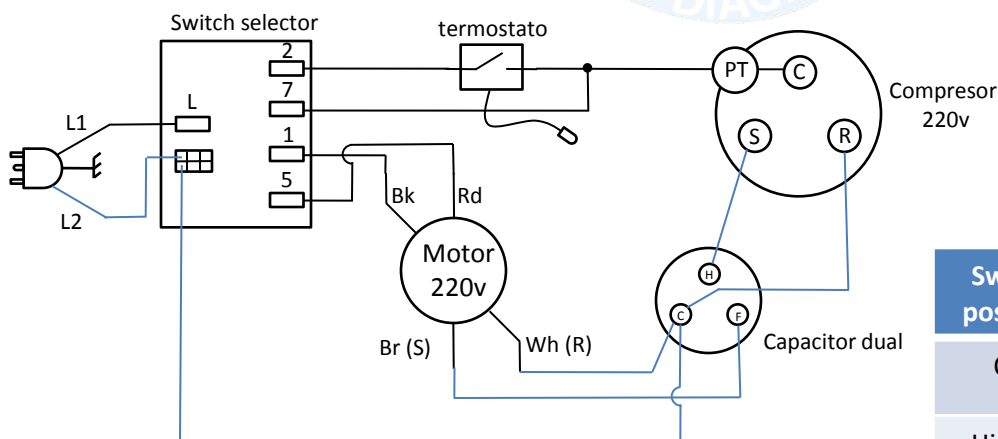 DIAG
Switch selector
termostato
2
7
L
1
5
L1
L2
PT
C
S
R
Compresor
220v
Bk
Rd
Motor
220v
Br (S)
Wh (R)
H
C
F
Capacitor dual